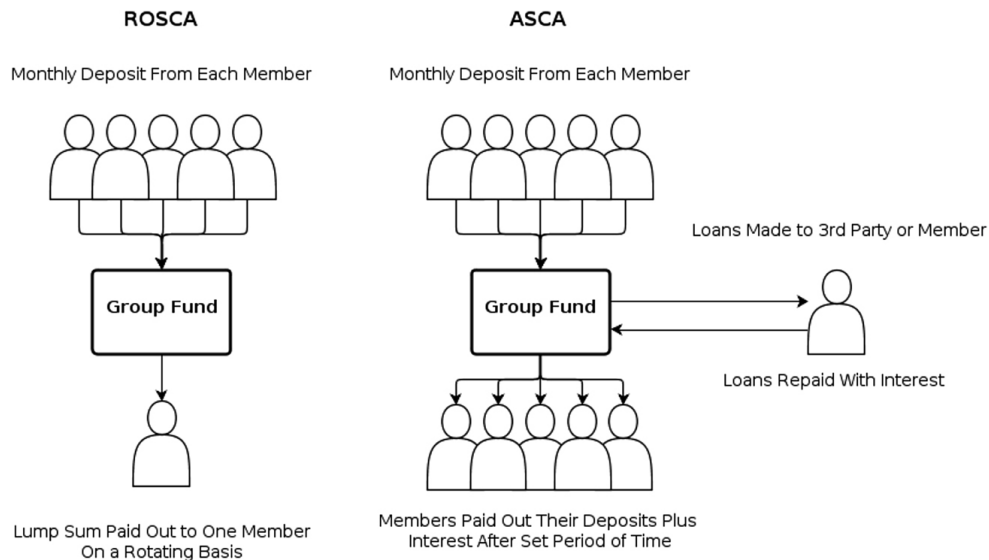 ROSCA
Monthly Deposit From Each Member
Group Fund
Lump Sum Paid Out to One Member
On a Rotating Basis
ASCA
Monthly Deposit From Each Member
Group Fund
Loans Made to 3rd Party or Member
Loans Repaid With Interest
Members Paid Out Their Deposits Plus
Interest After Set Period of Time